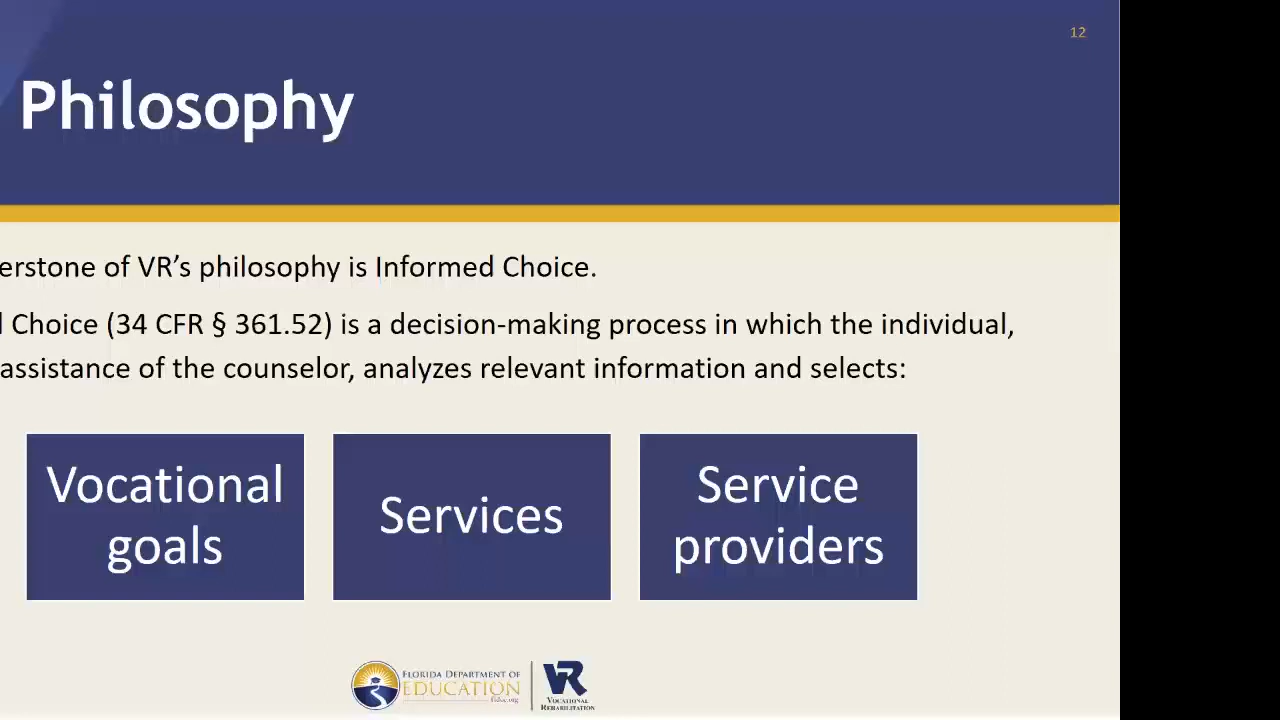 12
Philosophy
erstone of VR's philosophy is Informed Choice.
Choice (34 CFR § 361.52) is a decision-making process in which the individual,
assistance of the counselor, analyzes relevant information and selects:
Vocational
goals
Services
Service
providers
FLORIDA DEPARTMENT OF
EDUCATION
fldoe.org
VR
VOCATIONAL
REHABILITATION